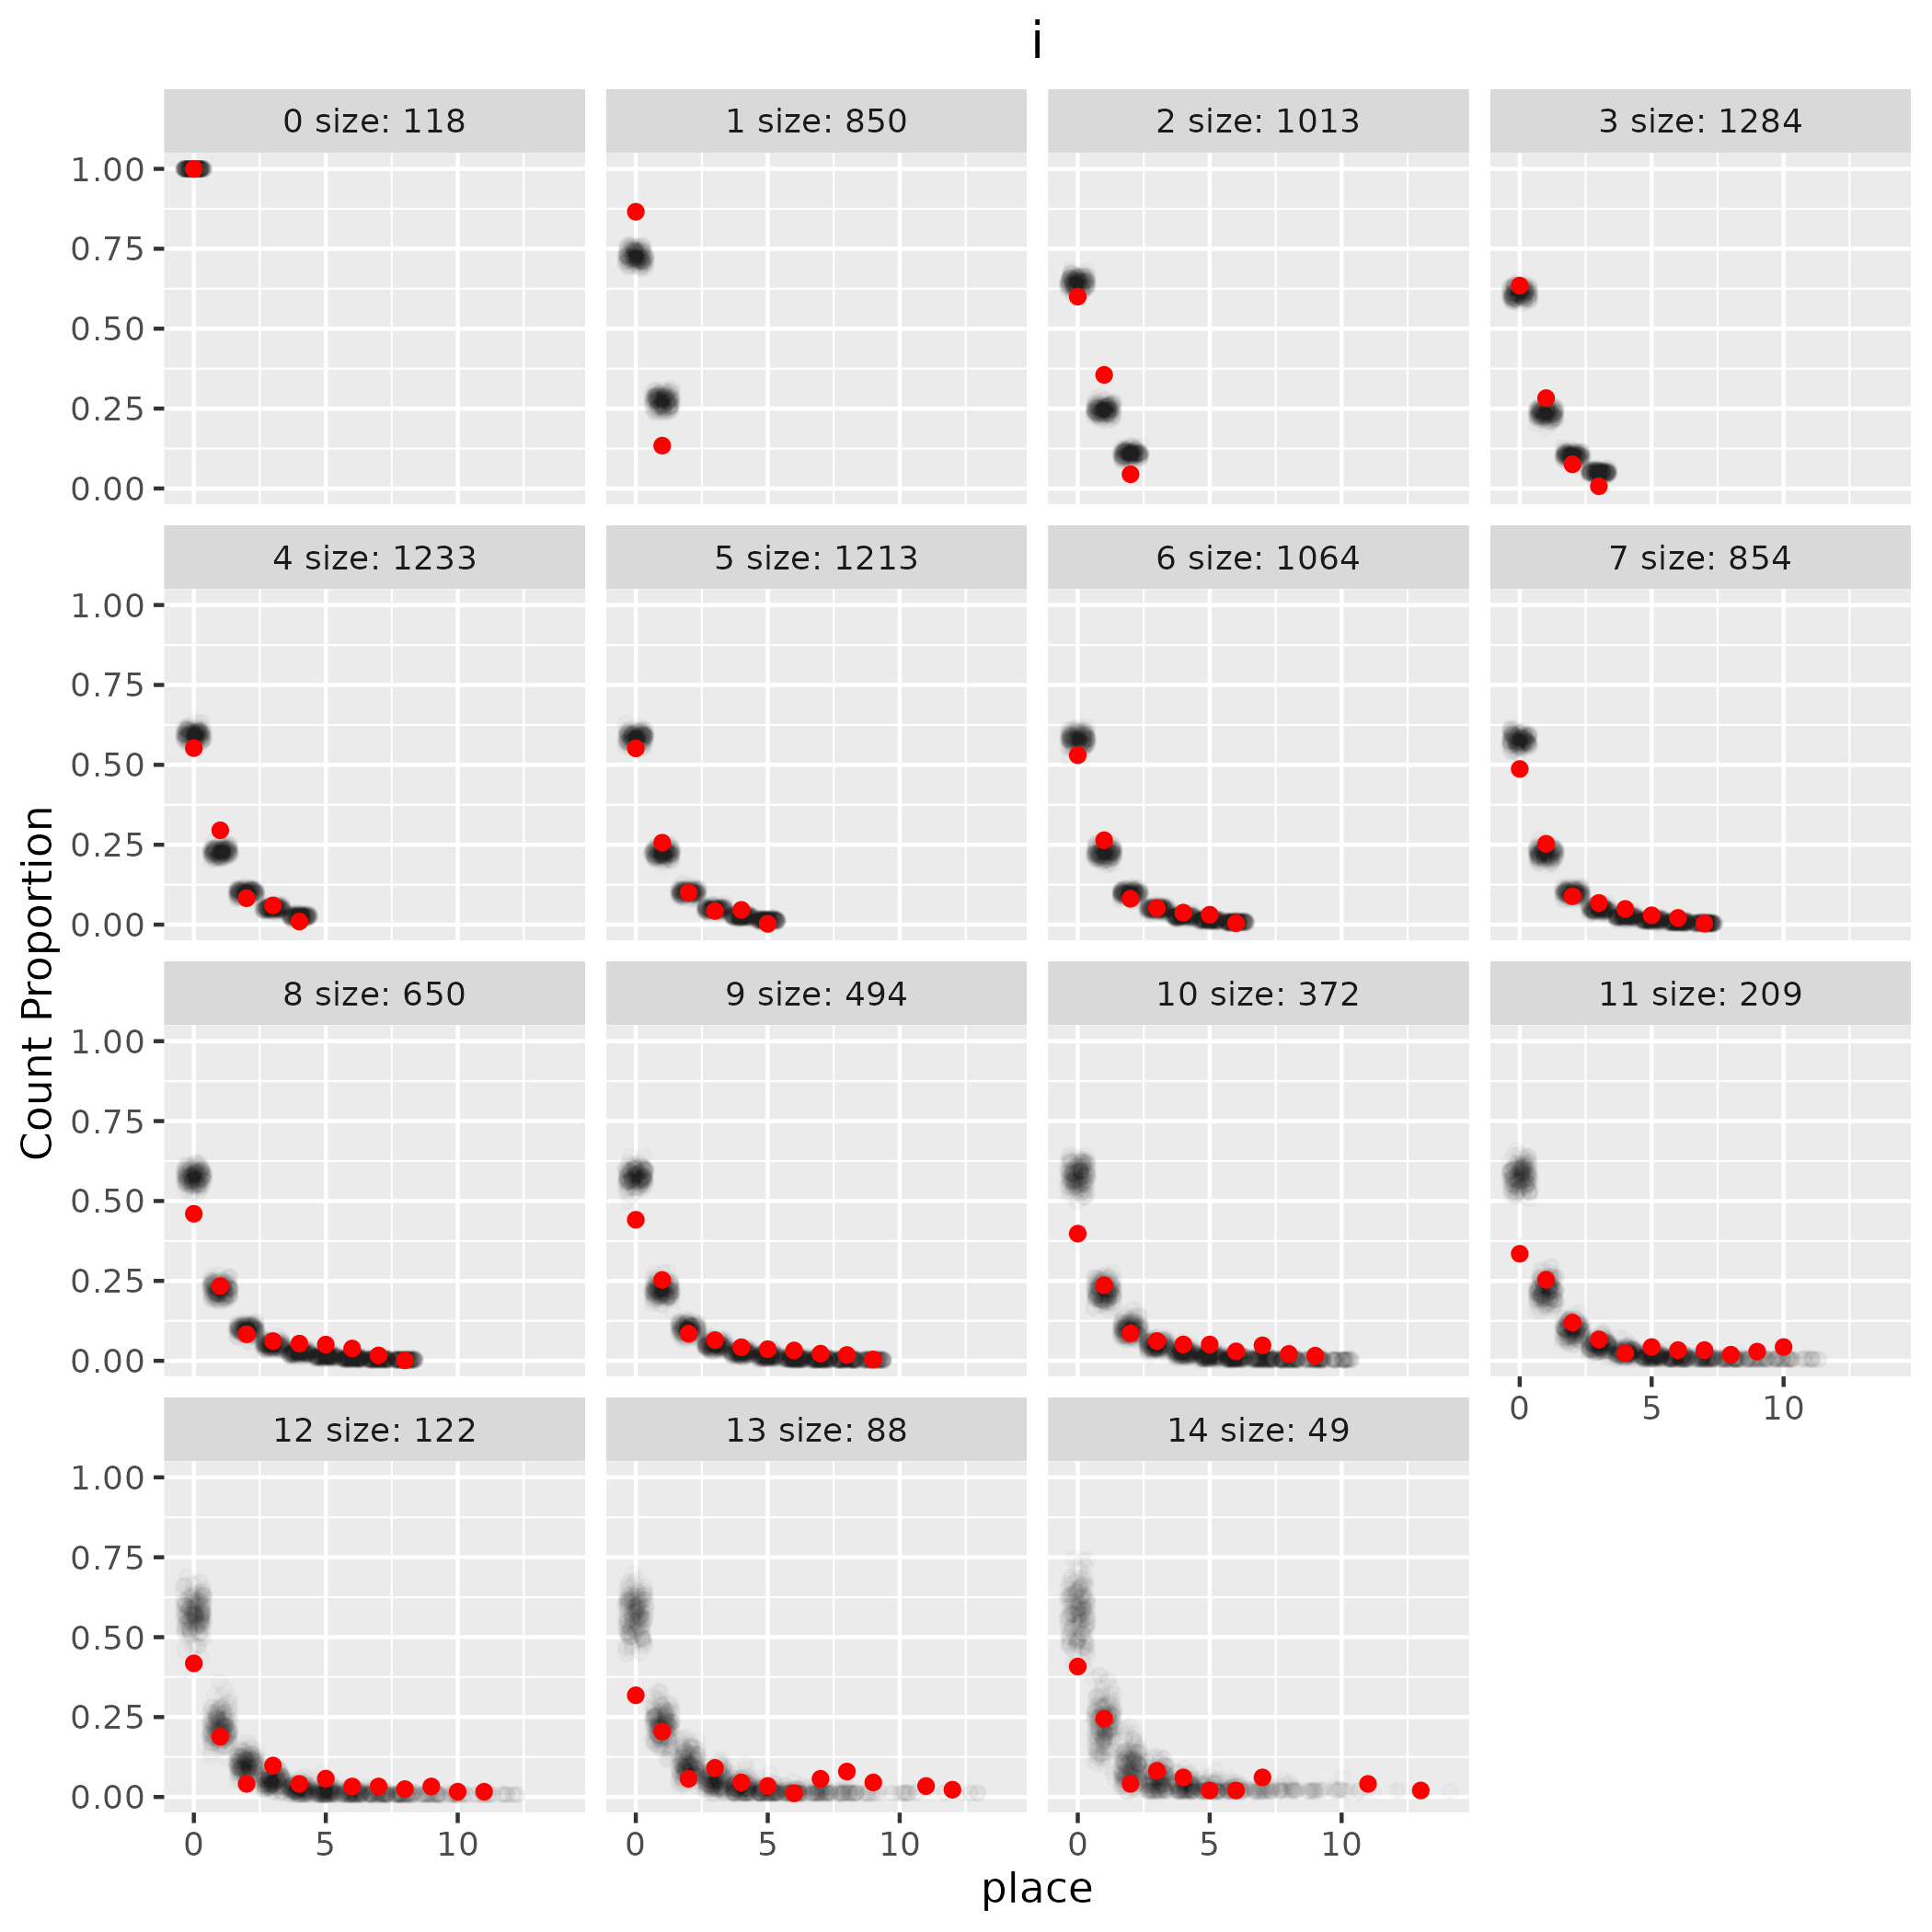 i
0 size: 118
1 size: 850
2 size: 1013
3 size: 1284
1.00
0.75
0.50
0.25
0.00
4 size: 1233
5 size: 1213
6 size: 1064
7 size: 854
1.00
0.75
0.50
0.25
0.00
Count Proportion
8 size: 650
9 size: 494
10 size: 372
11 size: 209
1.00
0.75
0.50
0.25
0.00
0 5 10
12 size: 122
13 size: 88
14 size: 49
1.00
0.75
0.50
0.25
0.00
0 5 10
0 5 10
0 5 10
place